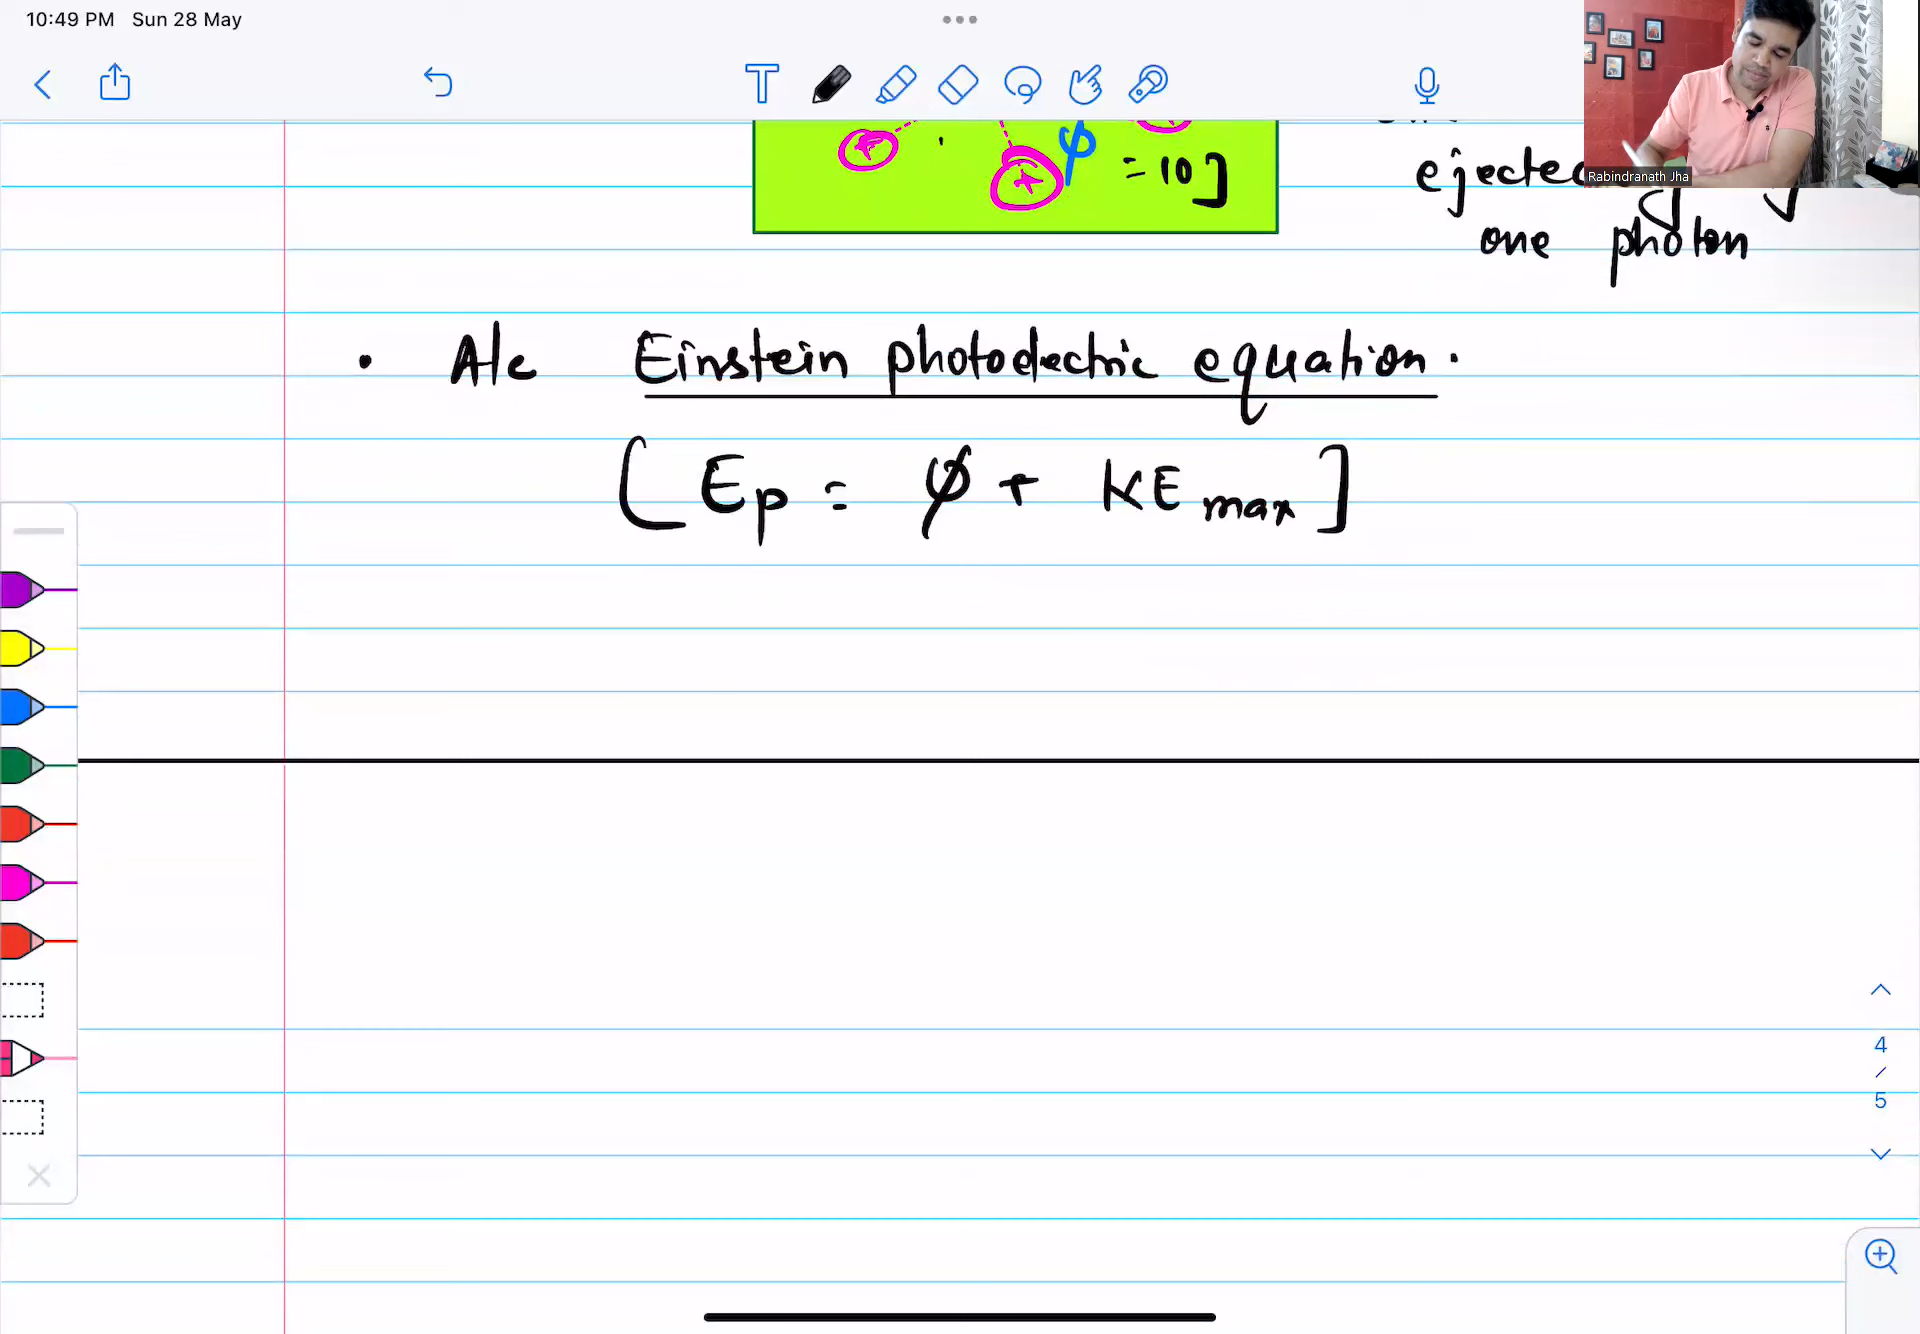 10:49 PM Sun 28 May
Rabindranath Jha
φ = 10]
ejected
one photon
. A/c Einstein photoelectric equation.
[ Ep = φ + KE max ]
4
/
5